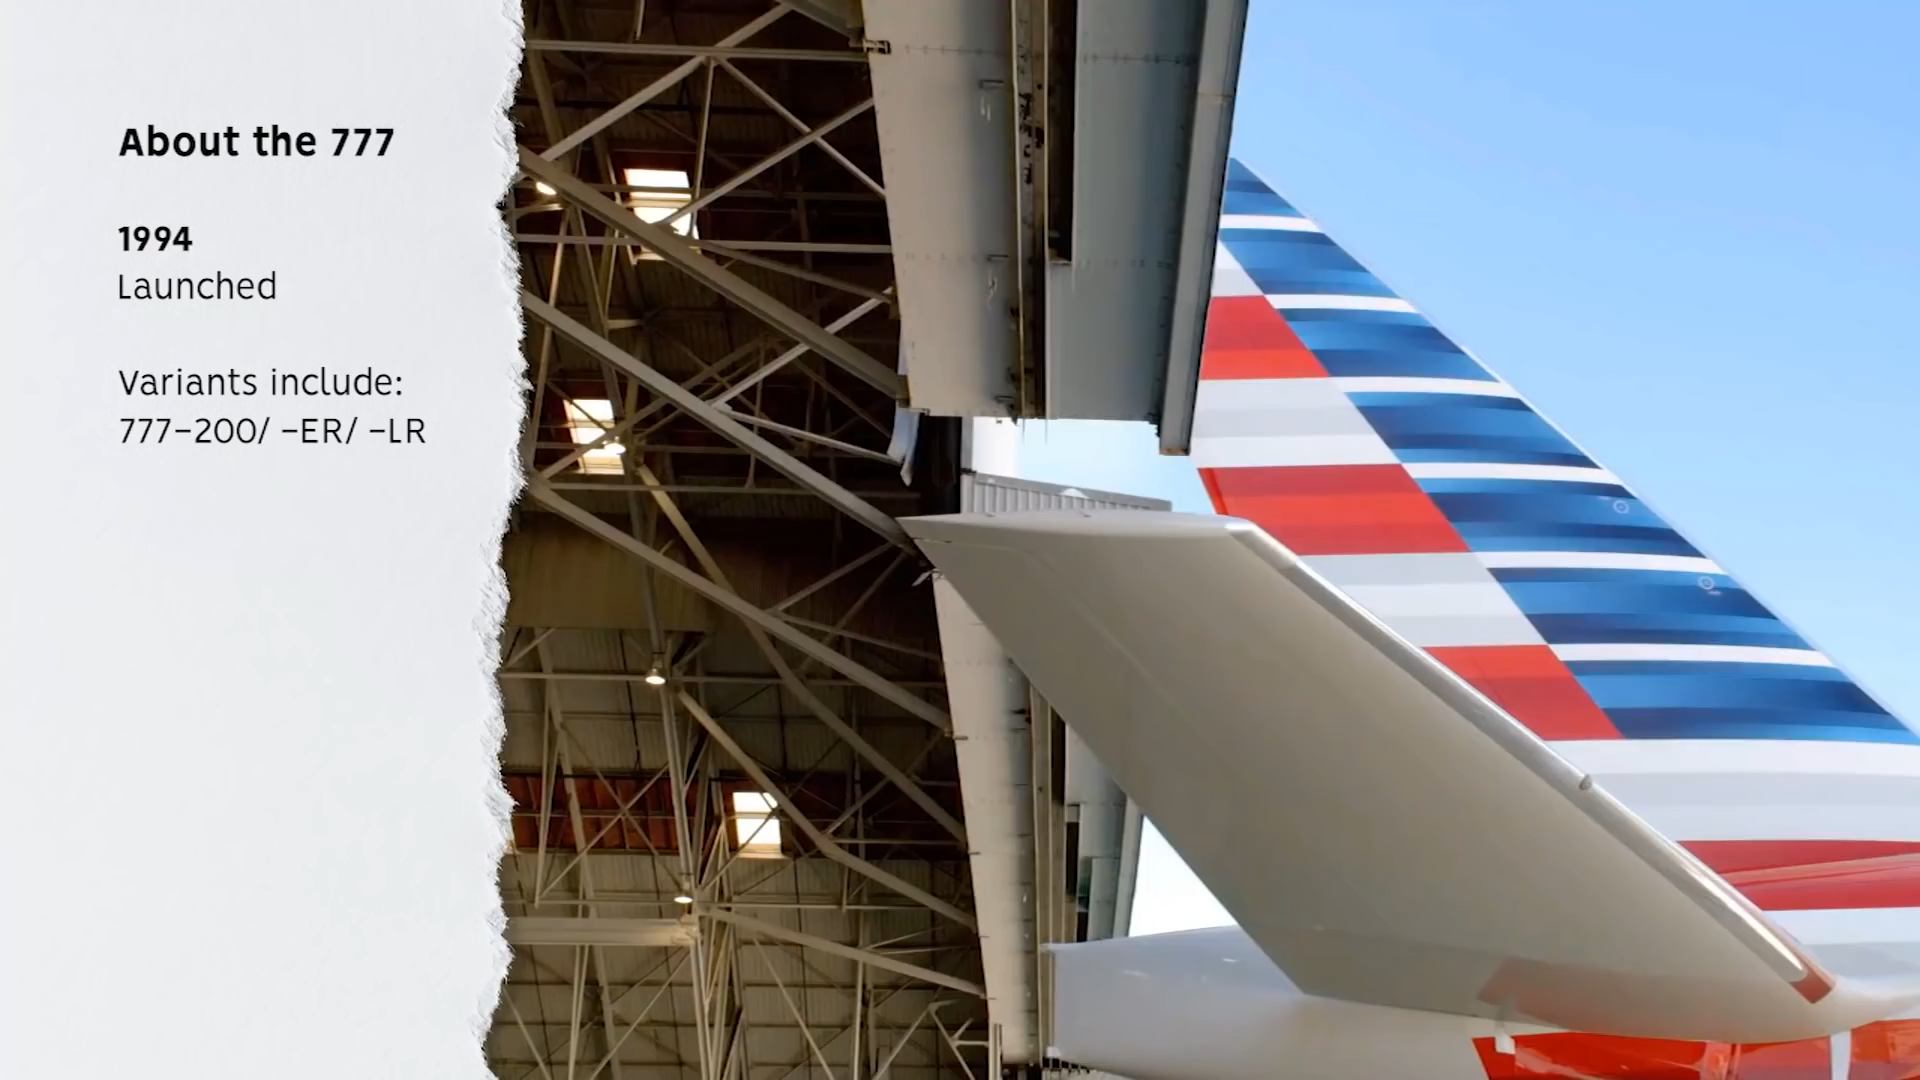 About the 777
1994
Launched
Variants include:
777-200/ -ER/ -LR